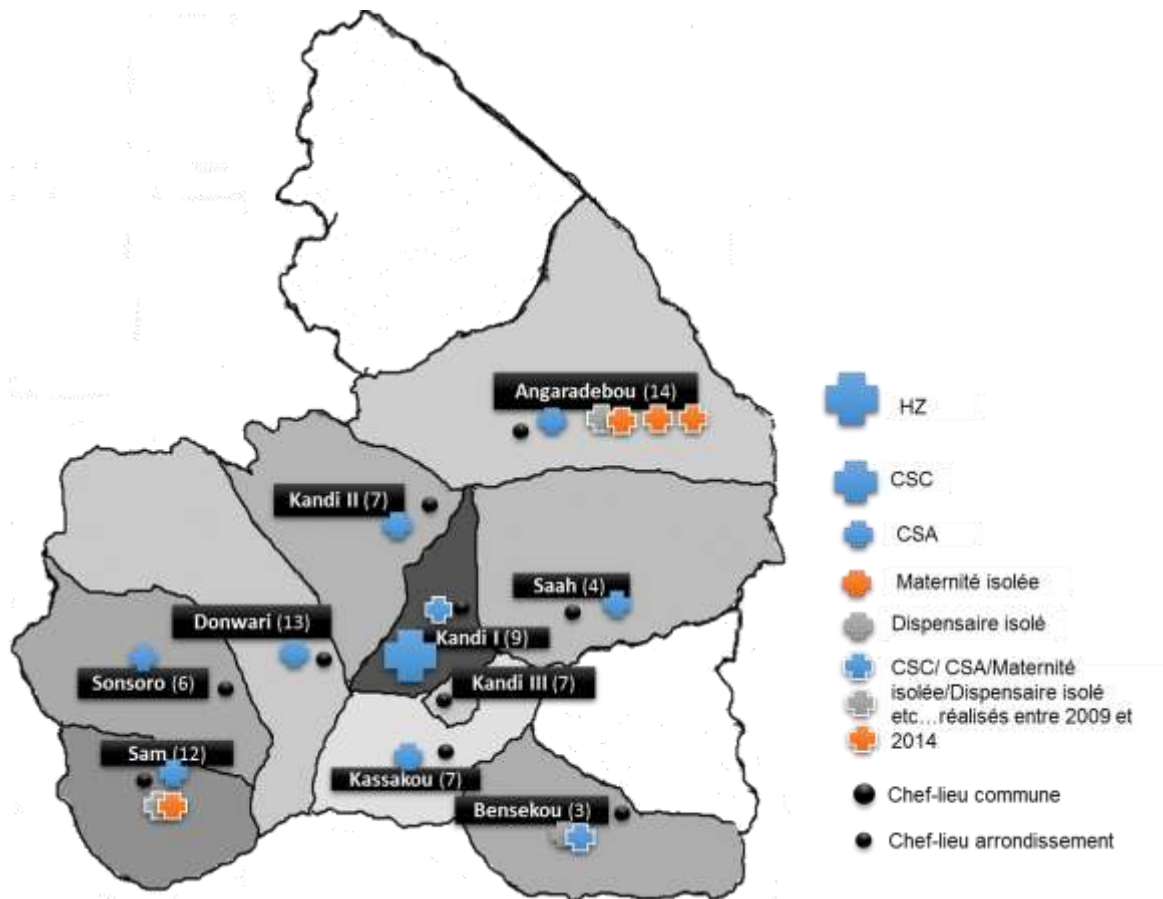 Angaradebou (14)
Kandi II (7)
Saah (4)
Donwari (13)
Kandi I (9)
Sonsoro (6)
Kandi III (7)
Sam (12)
Kassakou (7)
Bensekou (3)
HZ
CSC
CSA
Maternité isolée
Dispensaire isolé
CSC/ CSA/Maternité
isolée/Dispensaire isolé
etc...réalisés entre 2009 et
2014
Chef-lieu commune
Chef-lieu arrondissement